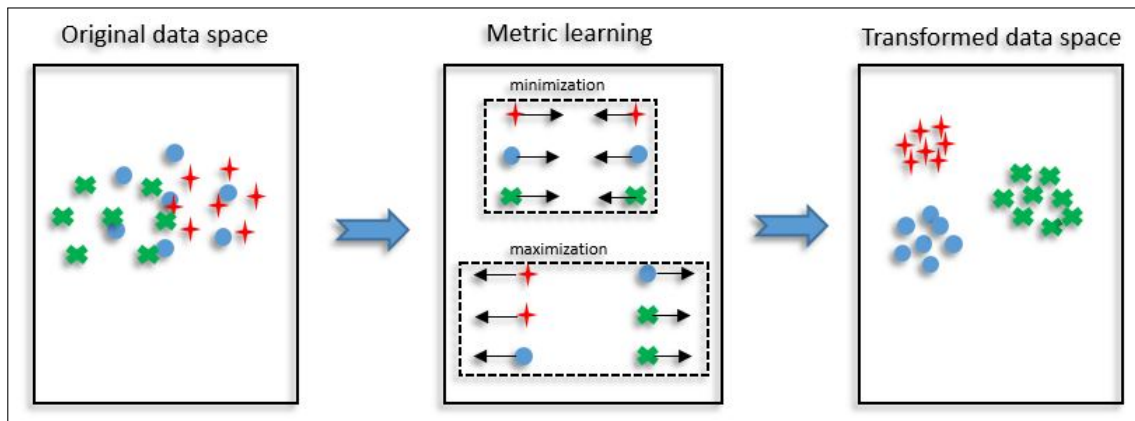 Original data space
Metric learning
Transformed data space
minimization
maximization